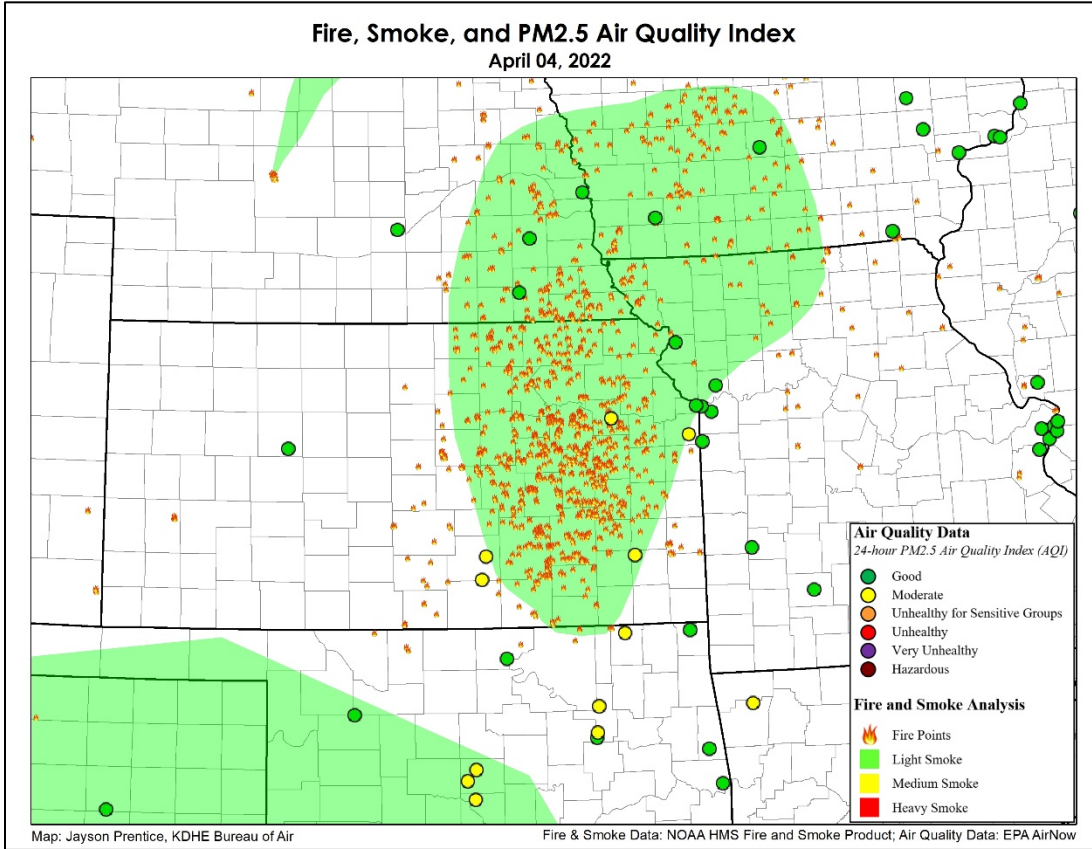 Fire, Smoke, and PM2.5 Air Quality Index
April 04, 2022
Air Quality Data
24-hour PM2.5 Air Quality Index (AQI)
Good
Moderate
Unhealthy for Sensitive Groups
Unhealthy
Very Unhealthy
Hazardous
Fire and Smoke Analysis
Fire Points
Light Smoke
Medium Smoke
Heavy Smoke
Map: Jayson Prentice, KDHE Bureau of Air
Fire & Smoke Data: NOAA HMS Fire and Smoke Product; Air Quality Data: EPA AirNow